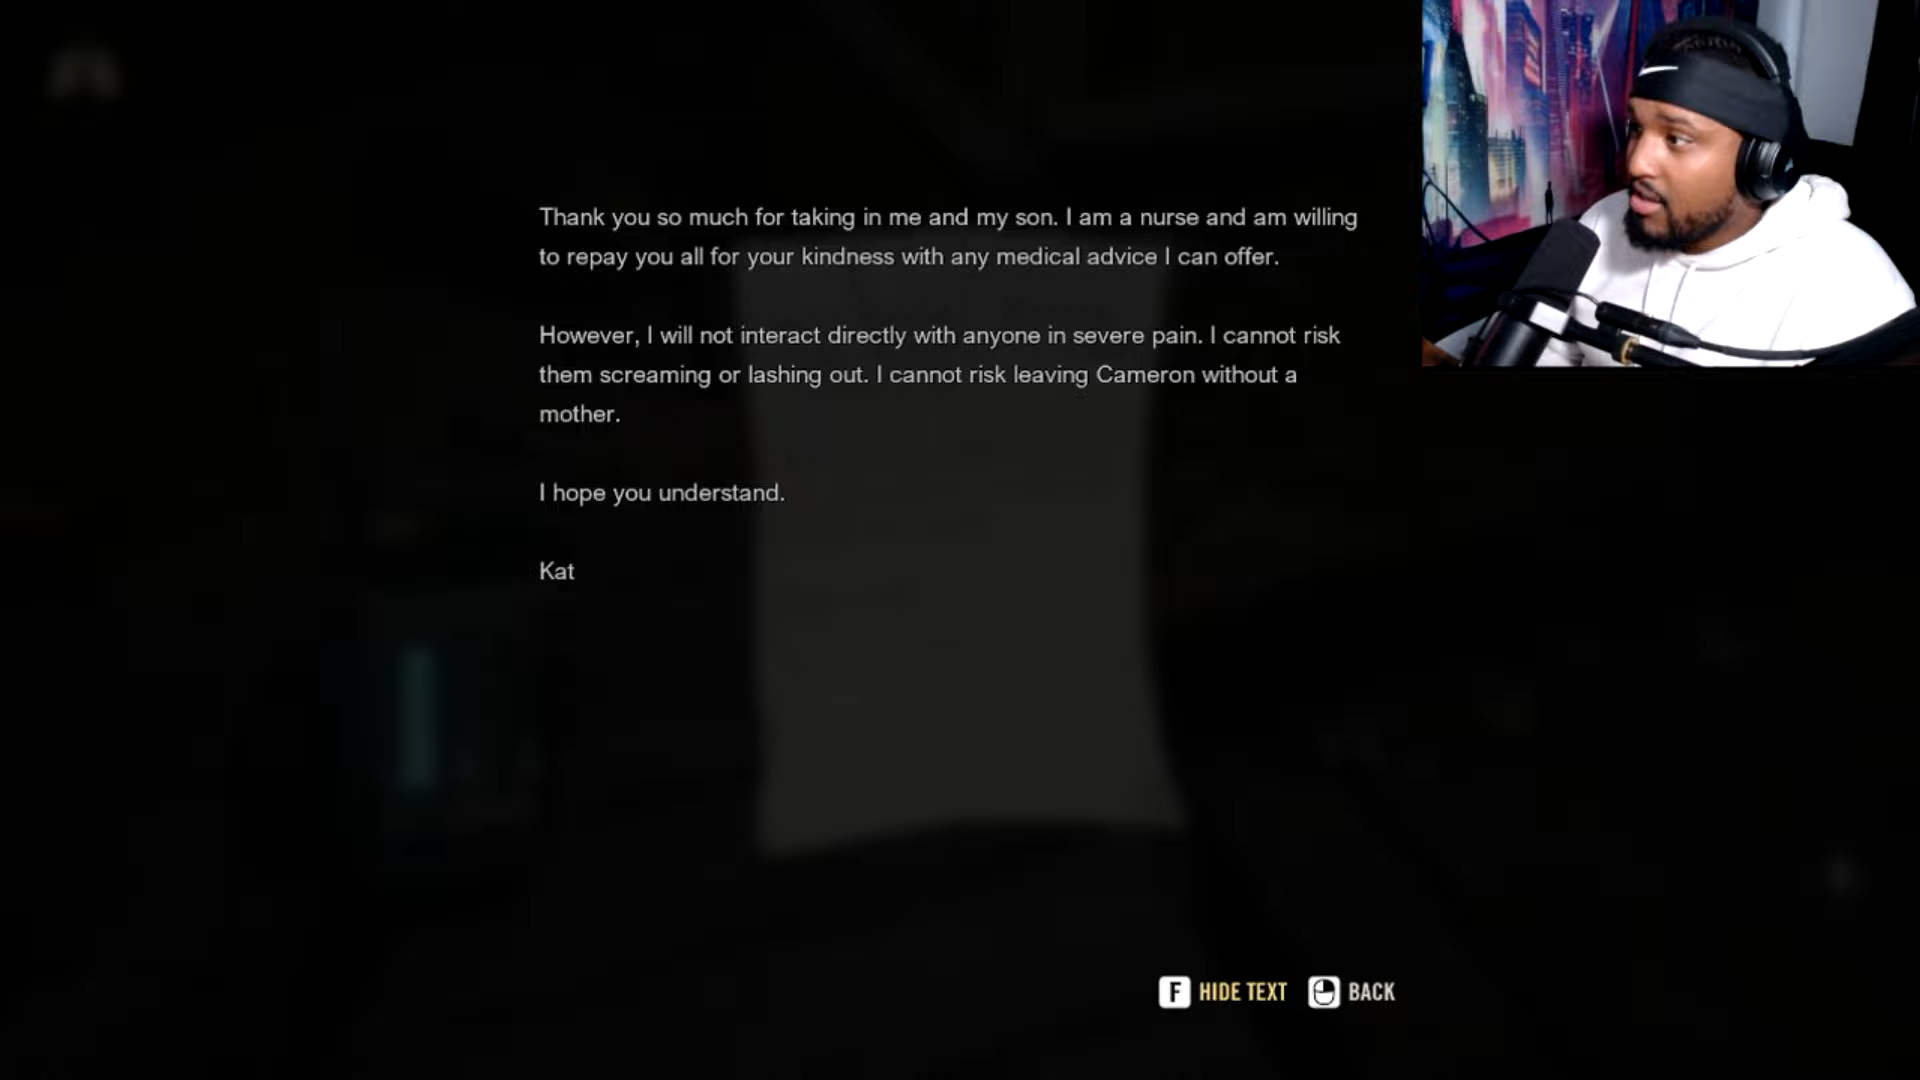 Thank you so much for taking in me and my son. I am a nurse and am willing
to repay you all for your kindness with any medical advice I can offer.
However, I will not interact directly with anyone in severe pain. I cannot risk
them screaming or lashing out. I cannot risk leaving Cameron without a
mother.
I hope you understand.
Kat
F HIDE TEXT BACK